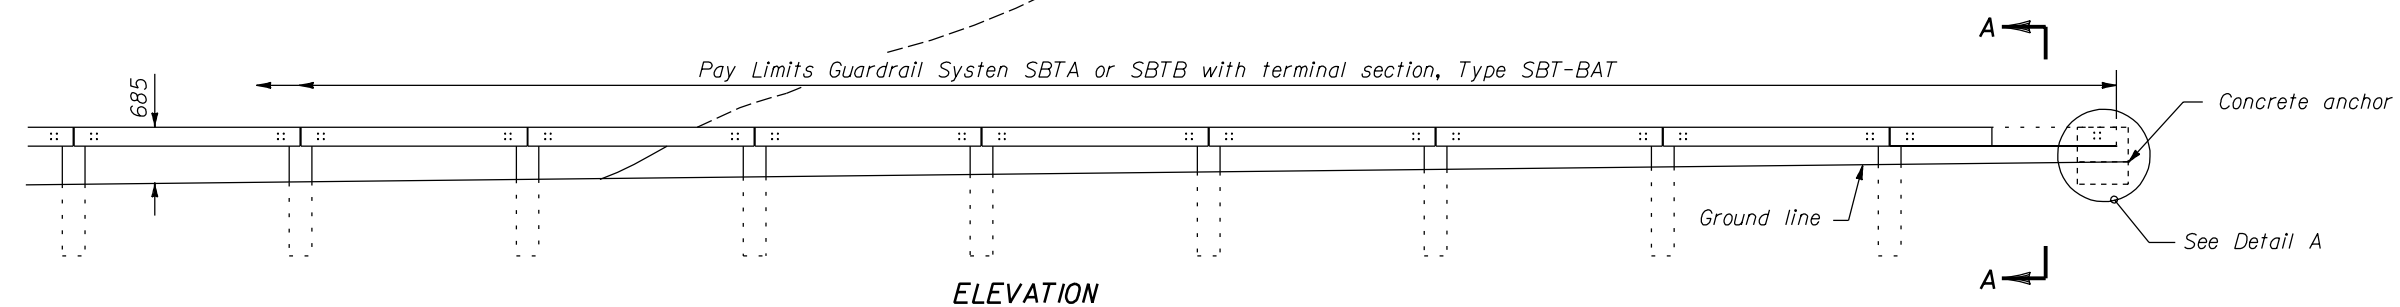 A
Pay Limits Guardrail Systen SBTA or SBTB with terminal section, Type SBT-BAT
685
Concrete anchor
Ground line
See Detail A
A
ELEVATION